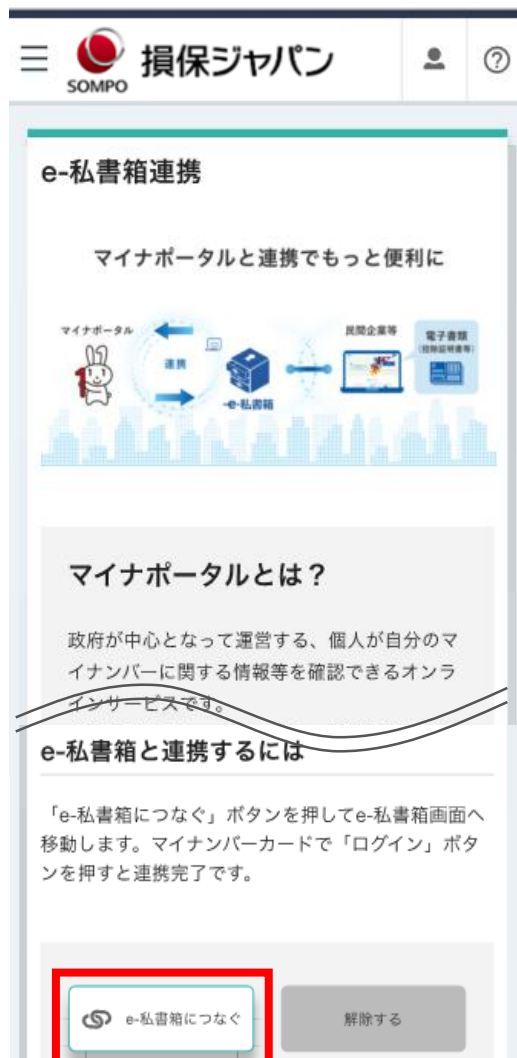 SOMPO 損保ジャパン
e-私書箱連携
マイナポータルと連携でもっと便利に
マイナポータル
連携
e-私書箱
民間企業等
電子書類
(控除証明書等)
マイナポータルとは？
政府が中心となって運営する、個人が自分のマ
イナンバーに関する情報等を確認できるオンラ
インサービスです。
e-私書箱と連携するには
「e-私書箱につなぐ」ボタンを押してe-私書箱画面へ
移動します。マイナンバーカードで「ログイン」ボタ
ンを押すと連携完了です。
e-私書箱につなぐ
解除する